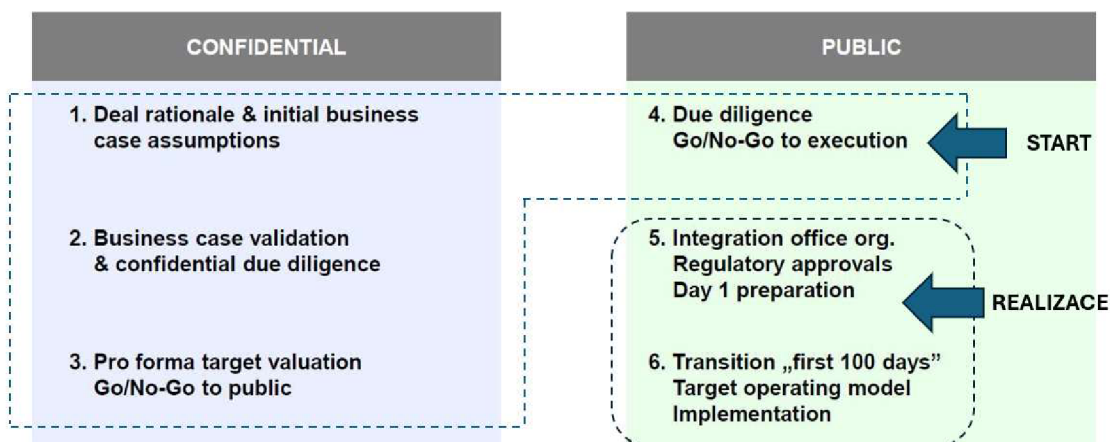 CONFIDENTIAL
1. Deal rationale & initial business
case assumptions
2. Business case validation
& confidential due diligence
3. Pro forma target valuation
Go/No-Go to public
PUBLIC
4. Due diligence
Go/No-Go to execution
START
5. Integration office org.
Regulatory approvals
Day 1 preparation
REALIZACE
6. Transition „first 100 days”
Target operating model
Implementation